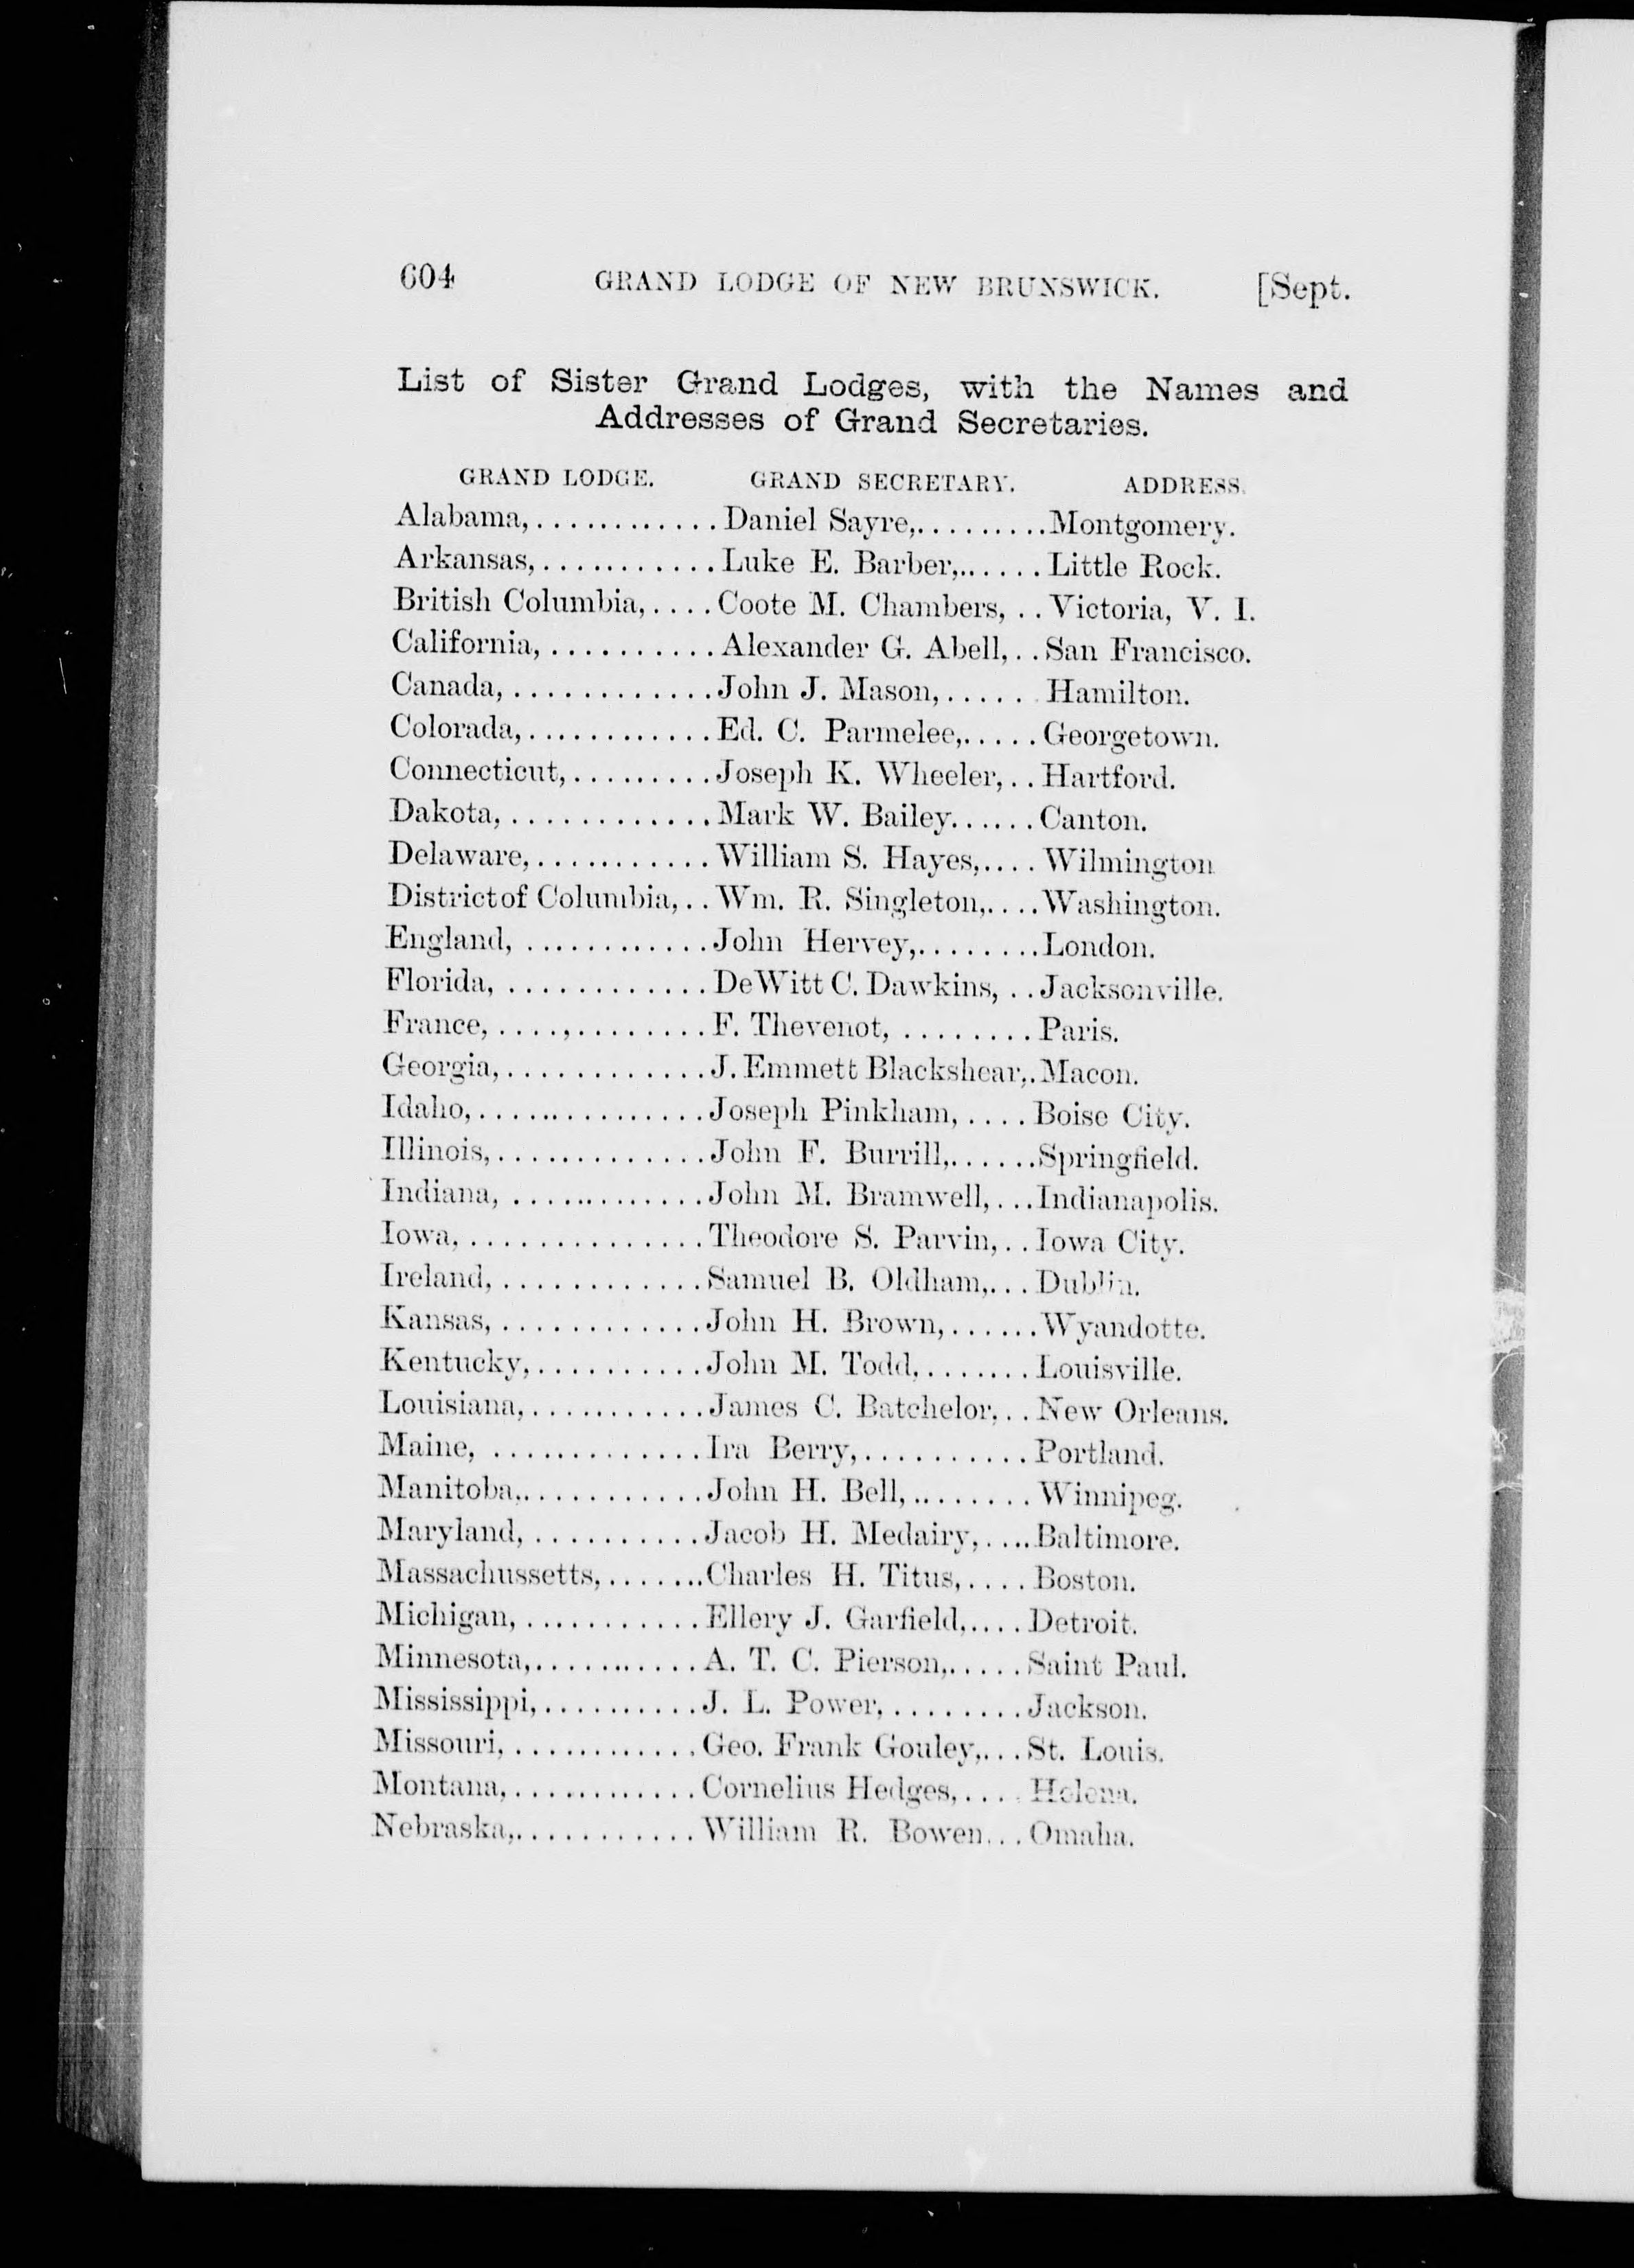 604 GRAND LODGE OF NEW BRUNSWICK. [Sept.
List of Sister Grand Lodges, with the Names and
Addresses of Grand Secretaries.
GRAND LODGE. GRAND SECRETARY. ADDRESS.
Alabama,............Daniel Sayre,.........Montgomery.
Arkansas,...........Luke E. Barber,......Little Rock.
British Columbia,....Coote M. Chambers, ..Victoria, V. I.
California,..........Alexander G. Abell,..San Francisco.
Canada,............John J. Mason,......Hamilton.
Colorada,............Ed. C. Parmelee,.....Georgetown.
Connecticut,.........Joseph K. Wheeler,..Hartford.
Dakota,............Mark W. Bailey......Canton.
Delaware,...........William S. Hayes,....Wilmington
District of Columbia,..Wm. R. Singleton,....Washington.
England, ............John Hervey,........London.
Florida, ............DeWitt C. Dawkins, ..Jacksonville.
France, ....,........F. Thevenot, ........Paris.
Georgia,............J. Emmett Blackshear,.Macon.
Idaho,..............Joseph Pinkham,....Boise City.
Illinois,.............John F. Burrill,......Springfield.
Indiana, ............John M. Bramwell,...Indianapolis.
Iowa,..............Theodore S. Parvin,..Iowa City.
Ireland,............Samuel B. Oldham,...Dublin.
Kansas,............John H. Brown,......Wyandotte.
Kentucky,..........John M. Todd,.......Louisville.
Louisiana,...........James C. Batchelor,..New Orleans.
Maine, .............Ira Berry,..........Portland.
Manitoba,...........John H. Bell,........Winnipeg.
Maryland,..........Jacob H. Medairy,....Baltimore.
Massachussetts,.......Charles H. Titus,....Boston.
Michigan,...........Ellery J. Garfield,....Detroit.
Minnesota,..........A. T. C. Pierson,.....Saint Paul.
Mississippi,..........J. L. Power,........Jackson.
Missouri,............Geo. Frank Gouley,...St. Louis.
Montana,............Cornelius Hedges,....Helena.
Nebraska,...........William R. Bowen...Omaha.